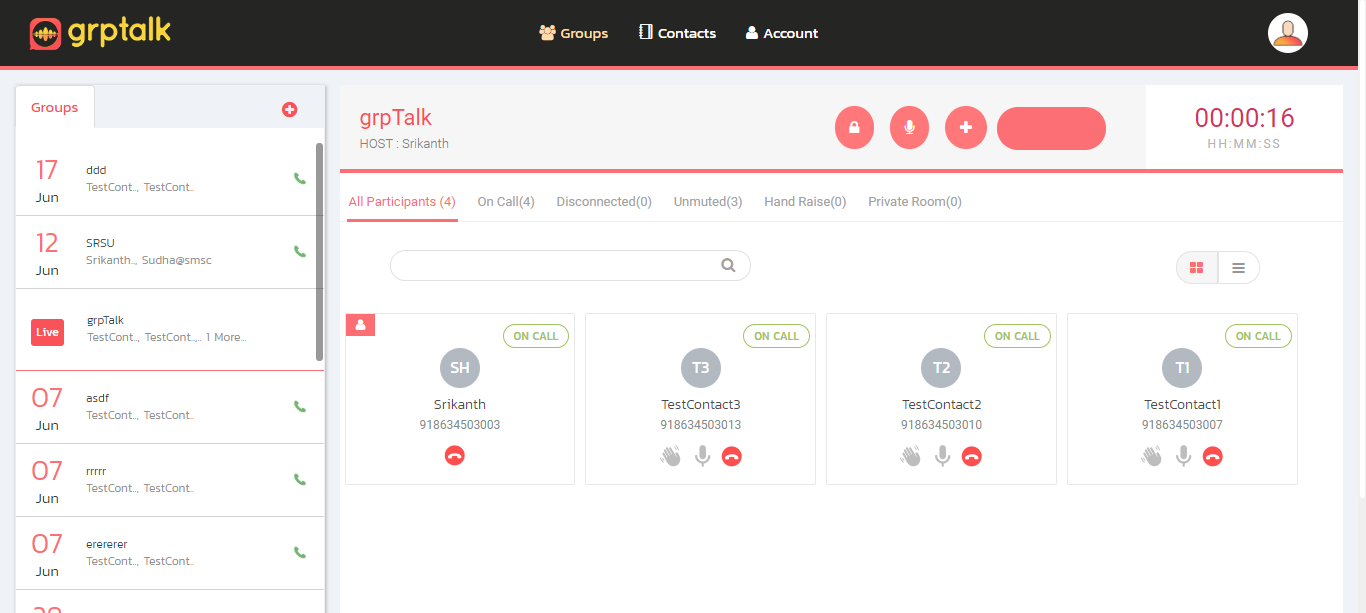 grptalk
Groups
Contacts
Account
Groups
17
Jun
ddd
TestCont.., TestCont..
12
Jun
SRSU
Srikanth.., Sudha@smsc
Live
grpTalk
TestCont.., TestCont..,.. 1 More...
07
Jun
asdf
TestCont.., TestCont..
07
Jun
rrrrr
TestCont.., TestCont..
07
Jun
erererer
TestCont.., TestCont..
grpTalk
HOST : Srikanth
00:00:16
HH:MM:SS
All Participants (4)
On Call(4)
Disconnected(0)
Unmuted(3)
Hand Raise(0)
Private Room(0)
ON CALL
SH
Srikanth
918634503003
ON CALL
T3
TestContact3
918634503013
ON CALL
T2
TestContact2
918634503010
ON CALL
T1
TestContact1
918634503007